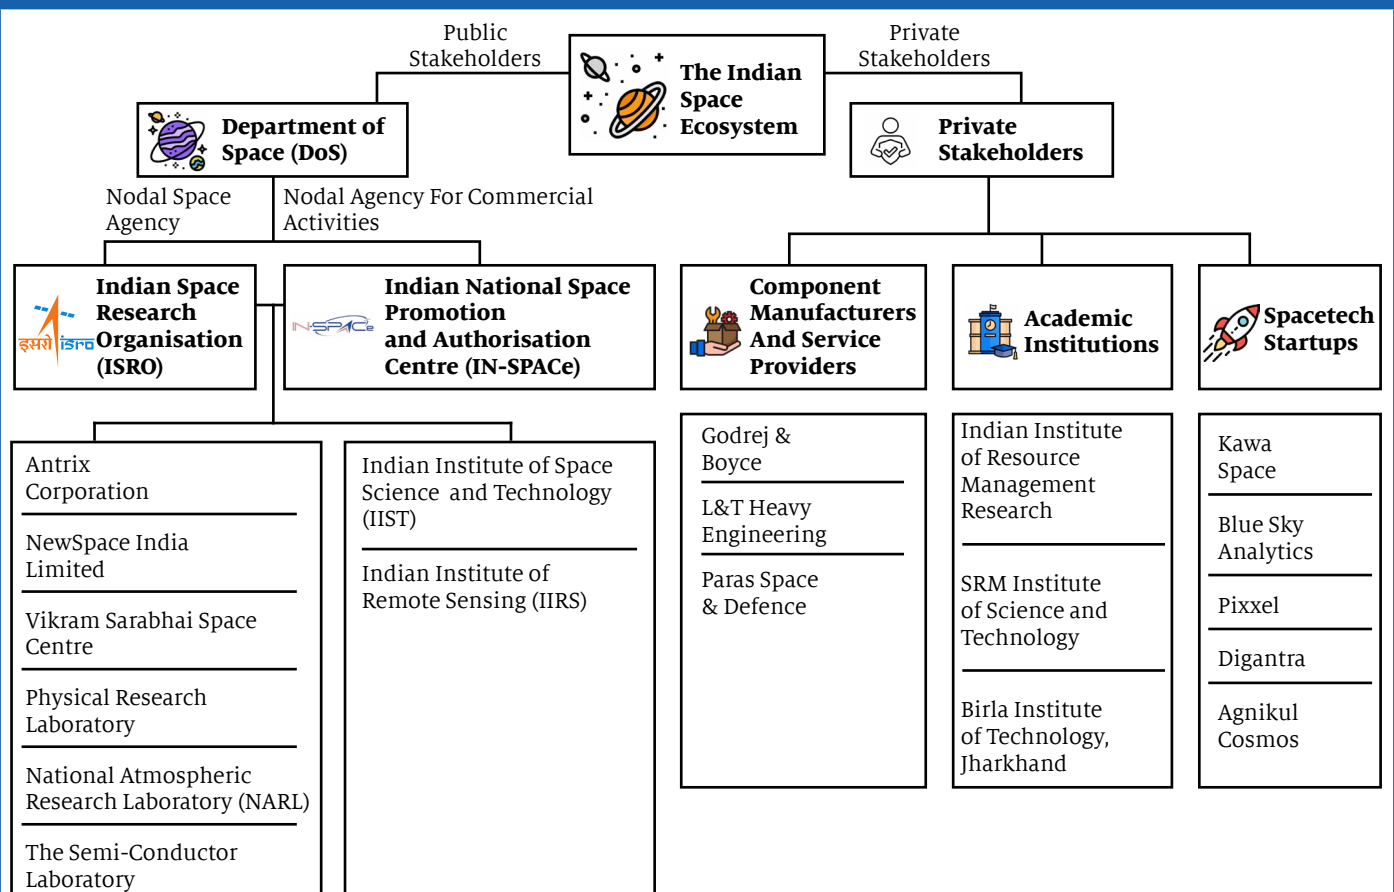 Public
Stakeholders
Private
Stakeholders
The Indian
Space
Ecosystem
Department of
Space (DoS)
Private
Stakeholders
Nodal Space
Agency
Nodal Agency For Commercial
Activities
इसरो isro
Indian Space
Research
Organisation
(ISRO)
IN-SPACe
Indian National Space
Promotion
and Authorisation
Centre (IN-SPACe)
Component
Manufacturers
And Service
Providers
Academic
Institutions
Spacetech
Startups
Antrix
Corporation
NewSpace India
Limited
Vikram Sarabhai Space
Centre
Physical Research
Laboratory
National Atmospheric
Research Laboratory (NARL)
The Semi-Conductor
Laboratory
Indian Institute of Space
Science and Technology
(IIST)
Indian Institute of
Remote Sensing (IIRS)
Godrej &
Boyce
L&T Heavy
Engineering
Paras Space
& Defence
Indian Institute
of Resource
Management
Research
SRM Institute
of Science and
Technology
Birla Institute
of Technology,
Jharkhand
Kawa
Space
Blue Sky
Analytics
Pixxel
Digantra
Agnikul
Cosmos